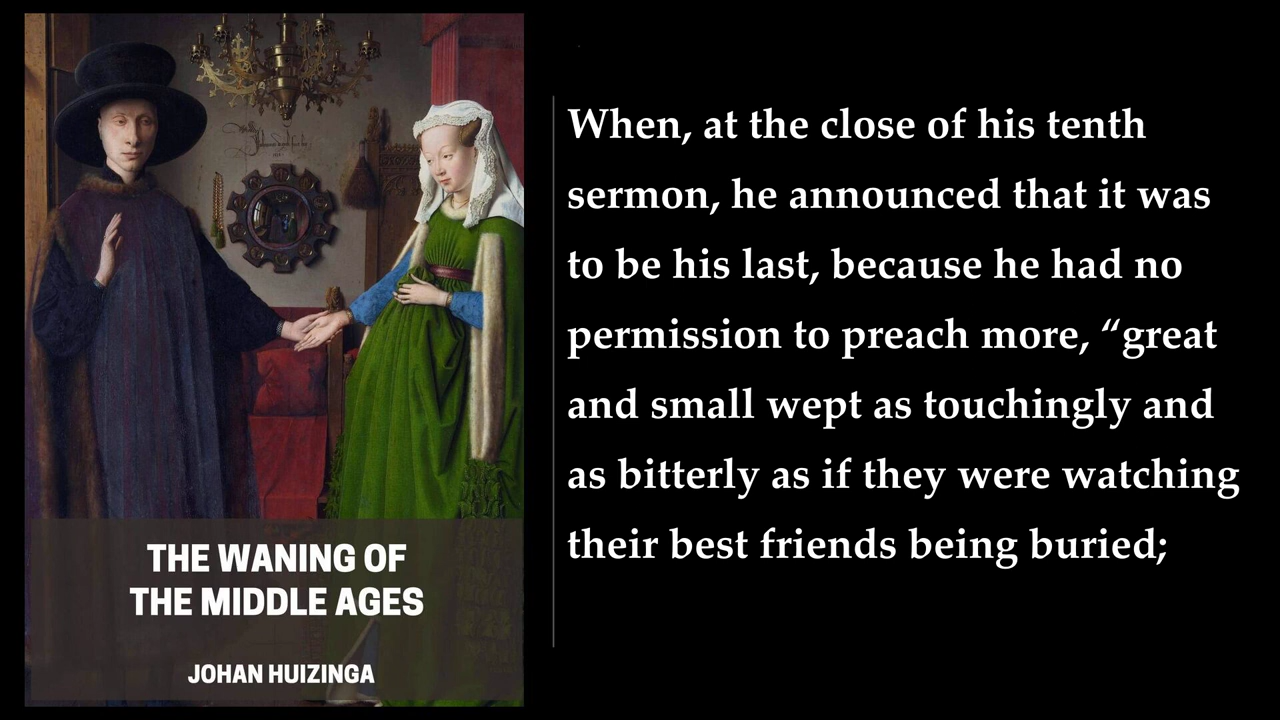 THE WANING OF
THE MIDDLE AGES
JOHAN HUIZINGA
When, at the close of his tenth
sermon, he announced that it was
to be his last, because he had no
permission to preach more, “great
and small wept as touchingly and
as bitterly as if they were watching
their best friends being buried;